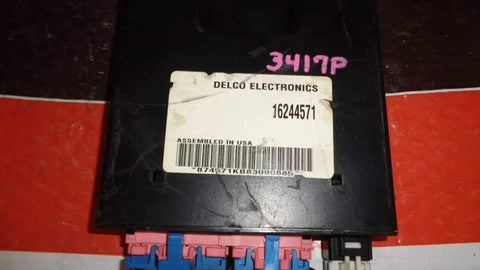 3417P
DELCO ELECTRONICS
16244571
ASSEMBLED IN USA